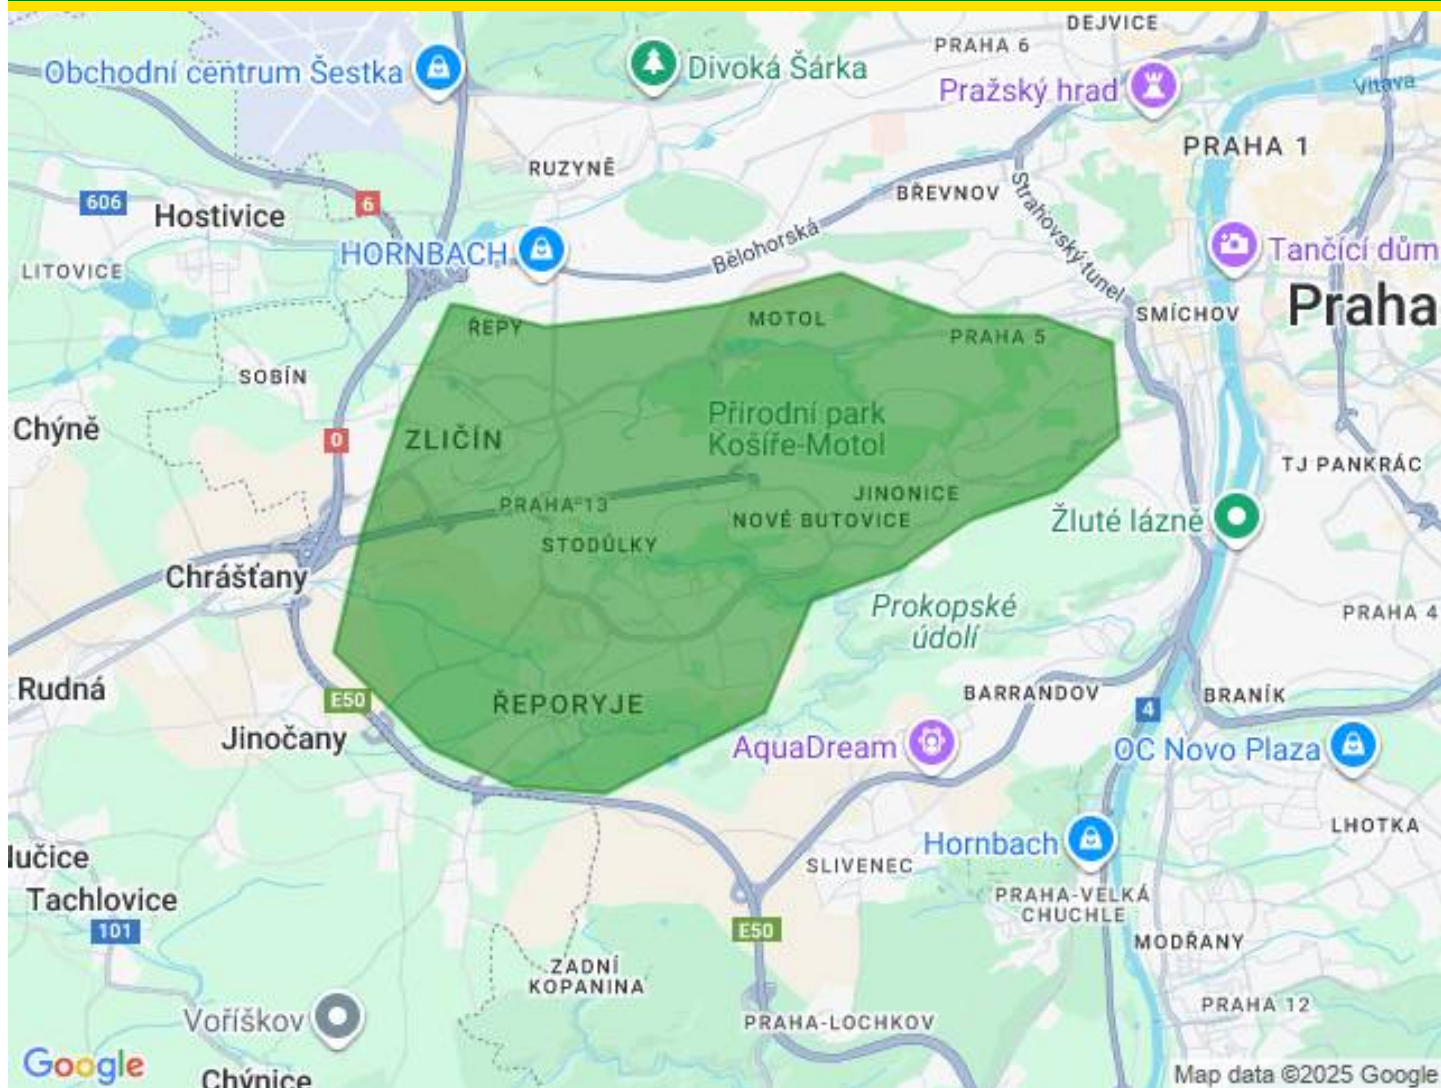 DEJVICE
PRAHA 6
Obchodní centrum Šestka
Divoká Šárka
Pražský hrad
Vltava
PRAHA 1
RUZYNĚ
606
6
Hostivice
BŘEVNOV
Strahovský tunel
HORNBACH
Bělohorská
Tančící dům
LITOVICE
Praha
SMÍCHOV
ŘEPY
MOTOL
PRAHA 5
SOBÍN
Chýně
0
ZLIČÍN
Přírodní park
Košíře-Motol
TJ PANKRÁC
PRAHA 13
JINONICE
NOVÉ BUTOVICE
Žluté lázně
STODŮLKY
Chrášťany
Prokopské
údolí
PRAHA 4
Rudná
E50
ŘEPORYJE
BARRANDOV
4
BRANÍK
Jinočany
AquaDream
OC Novo Plaza
LHOTKA
Hornbach
lučice
SLIVENEC
Tachlovice
PRAHA-VELKÁ
CHUCHLE
101
E50
MODŘANY
ZADNÍ
KOPANINA
PRAHA 12
Voříškov
PRAHA-LOCHKOV
Google
Chýnice
Map data ©2025 Google